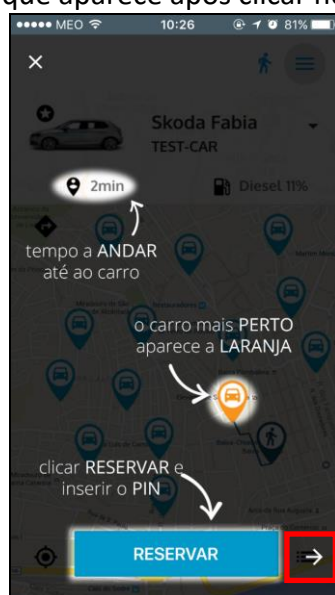 que aparece após clicar no
MEO 10:26 81%
Skoda Fabia
TEST-CAR
2min
Diesel 11%
tempo a ANDAR
até ao carro
o carro mais PERTO
aparece a LARANJA
clicar RESERVAR e
inserir o PIN
RESERVAR